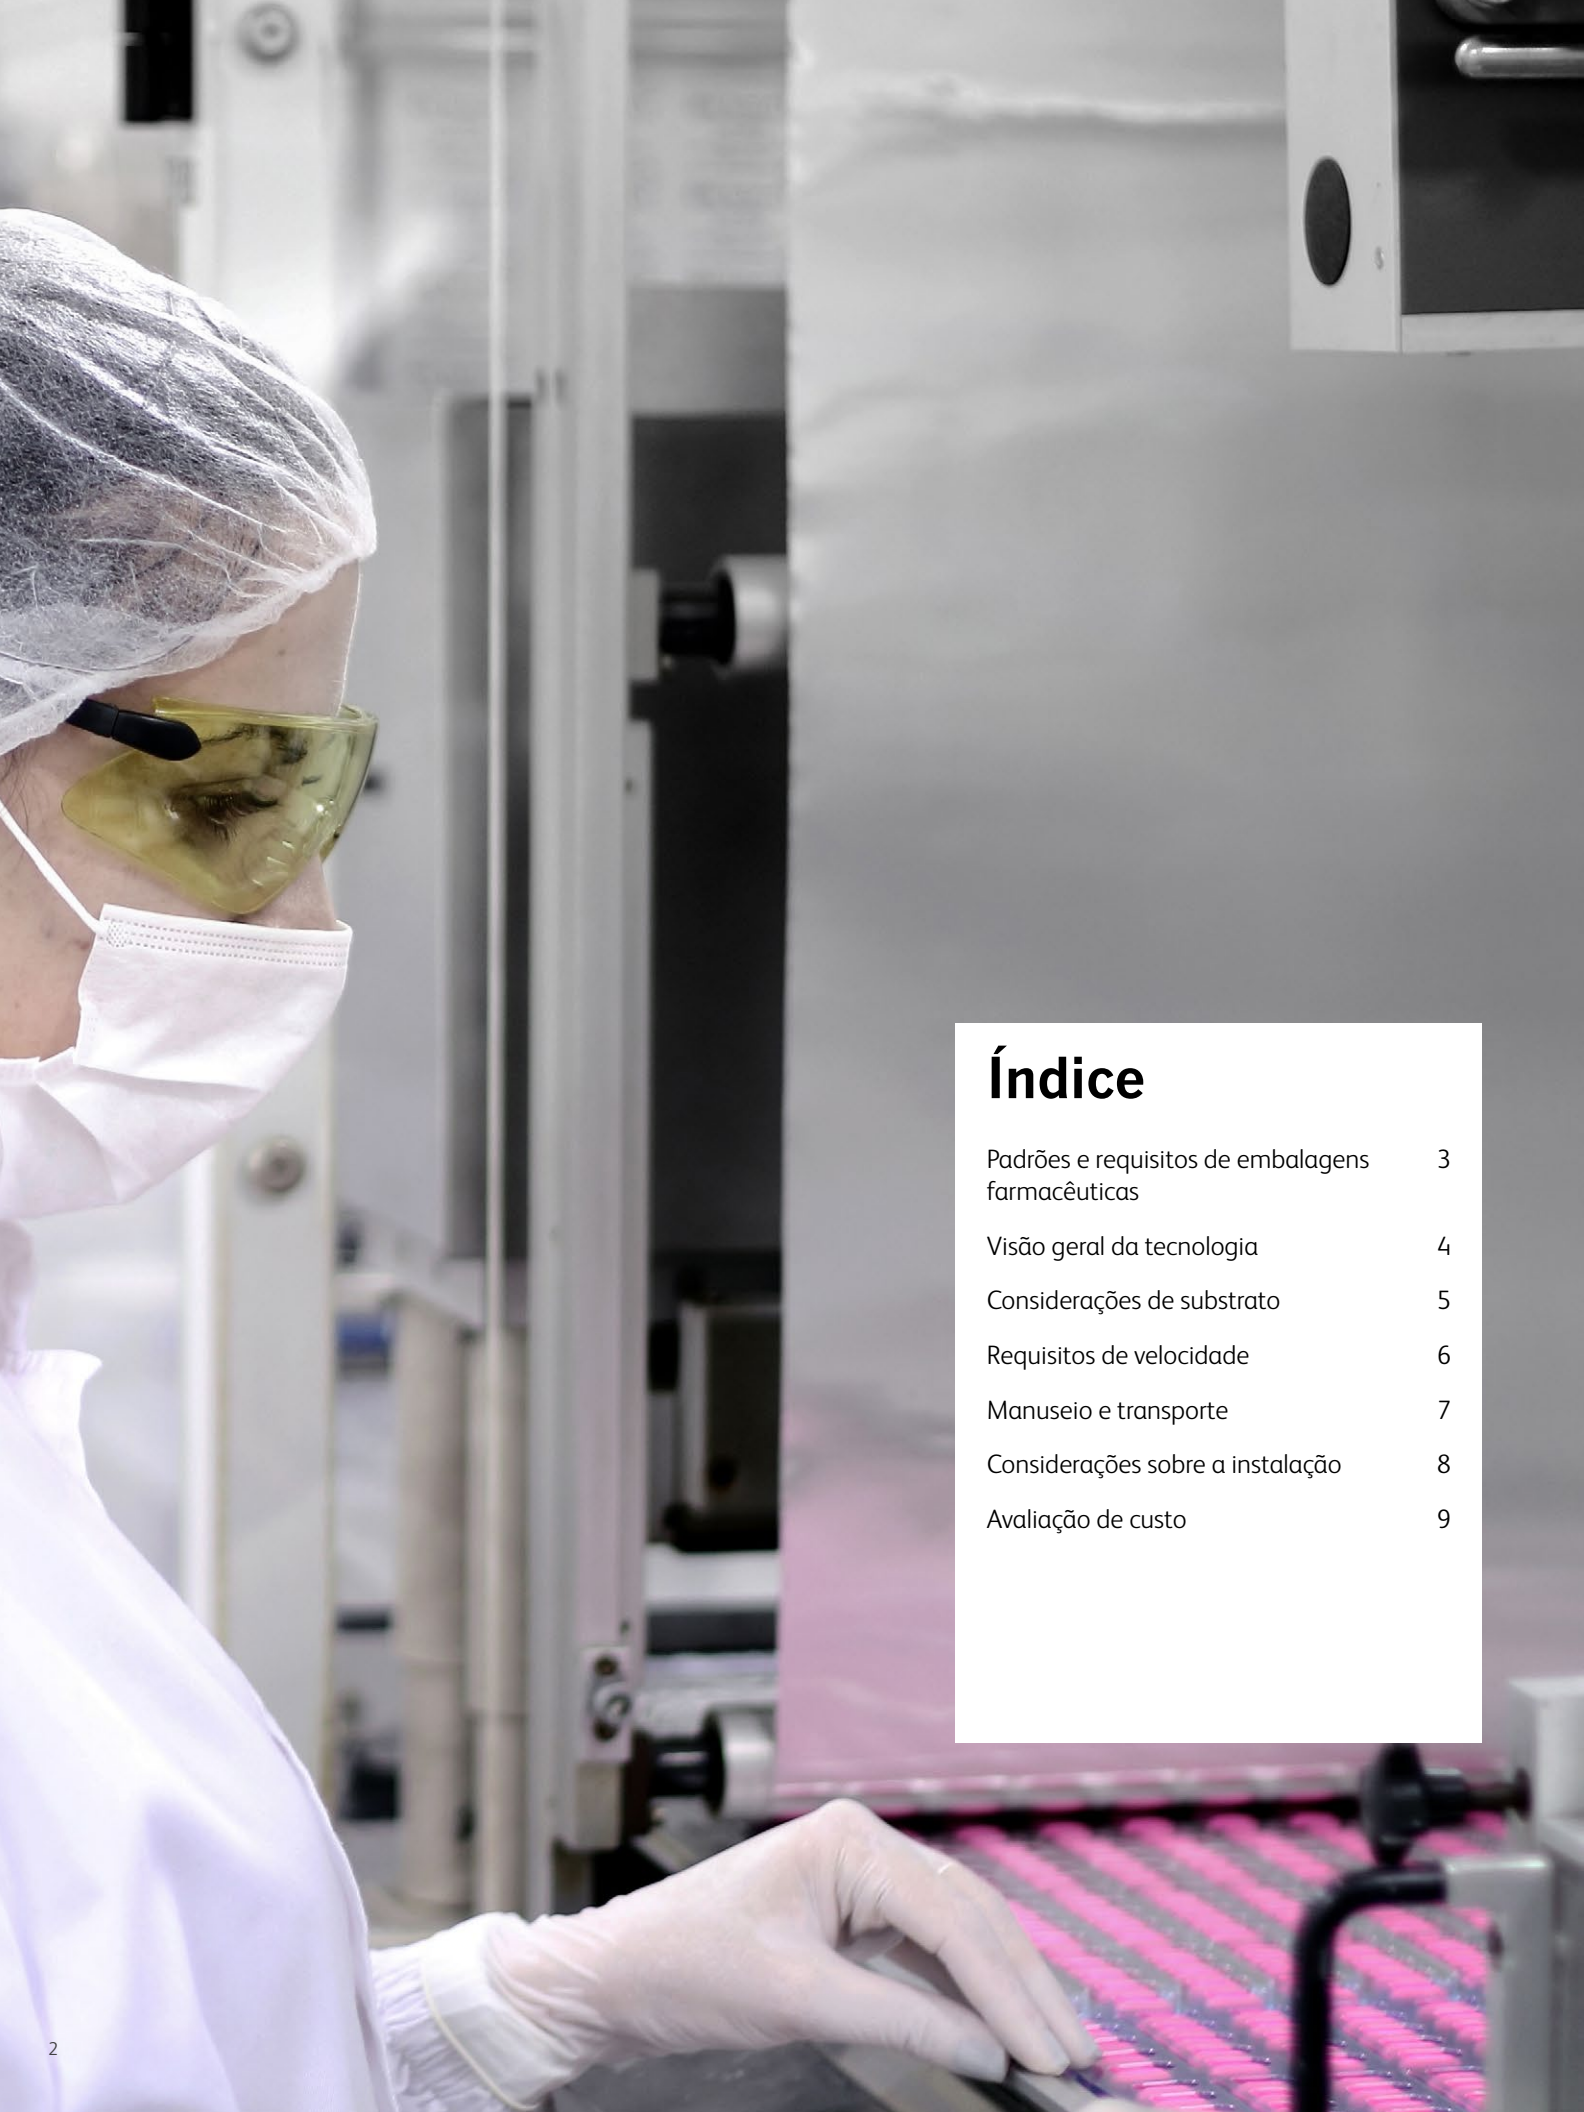 Índice
Padrões e requisitos de embalagens 3
farmacêuticas
Visão geral da tecnologia 4
Considerações de substrato 5
Requisitos de velocidade 6
Manuseio e transporte 7
Considerações sobre a instalação 8
Avaliação de custo 9
2